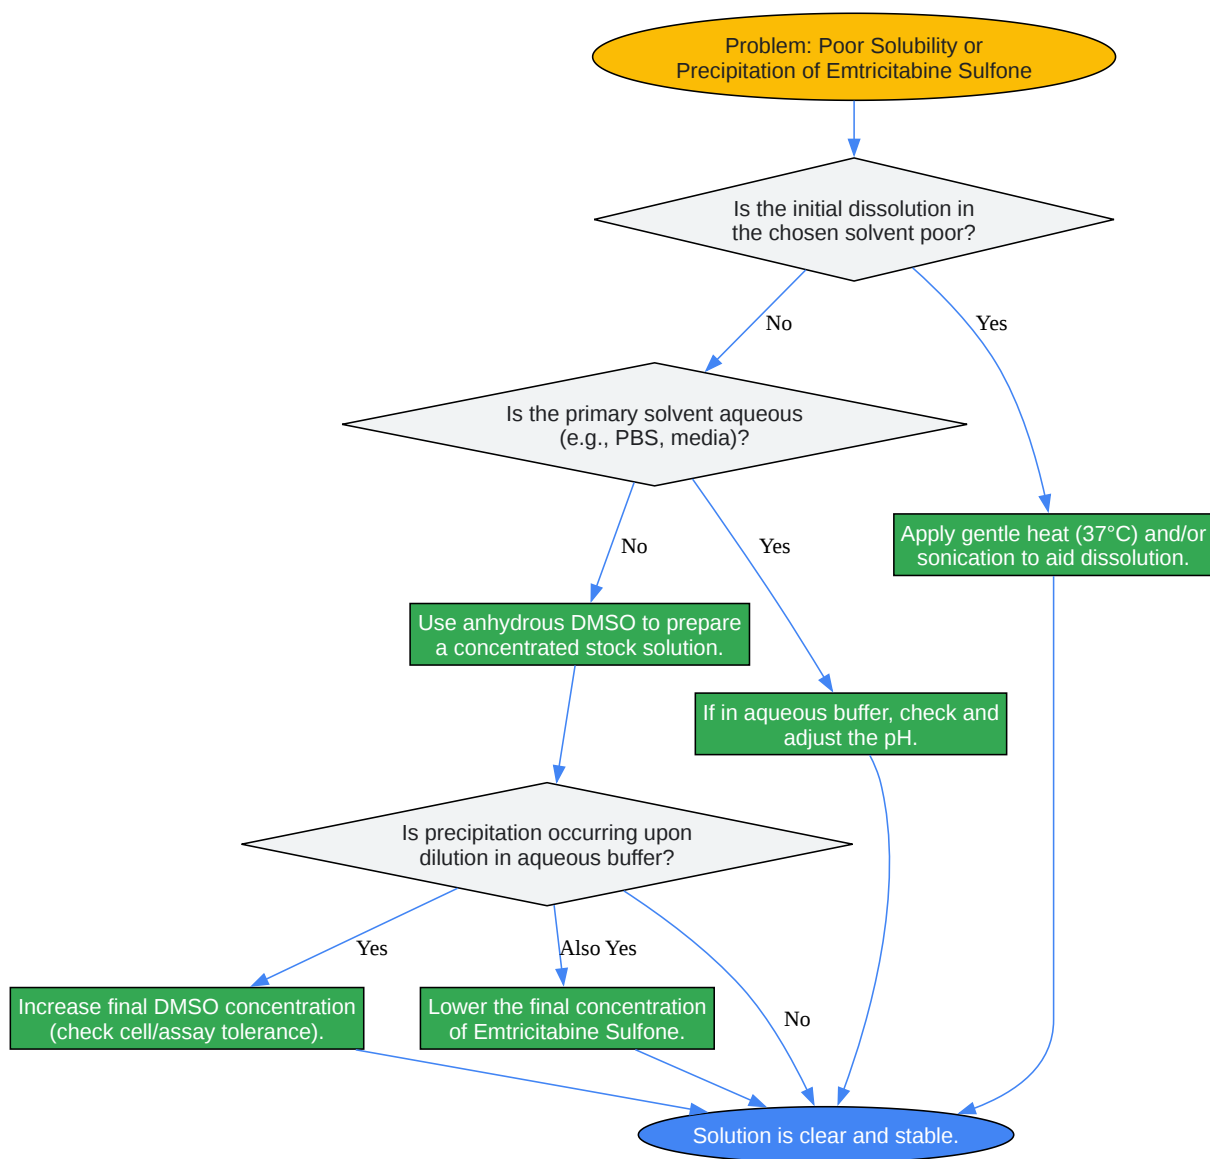 Problem: Poor Solubility or
Precipitation of Emtricitabine Sulfone
Is the initial dissolution in
the chosen solvent poor?
No
Yes
Is the primary solvent aqueous
(e.g., PBS, media)?
No
Yes
Apply gentle heat (37°C) and/or
sonication to aid dissolution.
Use anhydrous DMSO to prepare
a concentrated stock solution.
If in aqueous buffer, check and
adjust the pH.
Is precipitation occurring upon
dilution in aqueous buffer?
Yes
Also Yes
No
Increase final DMSO concentration
(check cell/assay tolerance).
Lower the final concentration
of Emtricitabine Sulfone.
Solution is clear and stable.